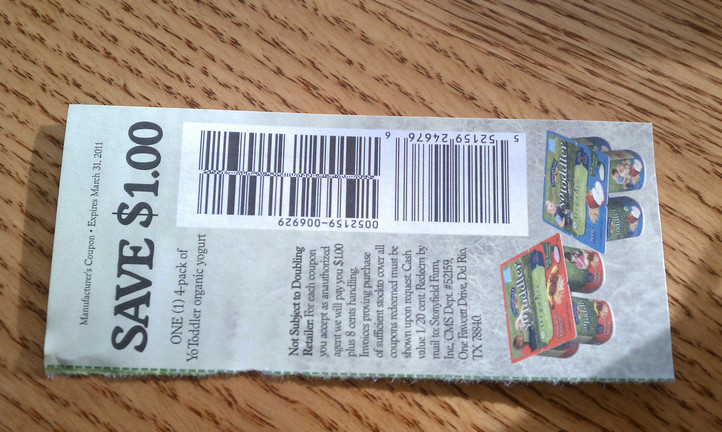 Manufacturer's Coupon • Expires March 31, 2011
SAVE $1.00
ONE (1) 4-pack of
YoToddler organic yogurt
0052159-006929
5 52159 24676 6
Not Subject to Doubling
Retailer: For each coupon
you accept as an authorized
agent we will pay you $1.00
plus 8 cents handling.
Invoices proving purchase
of sufficient stock to cover all
coupons redeemed must be
shown upon request. Cash
value 1/20 cent. Redeem by
mail to: Stonyfield Farm,
Inc., CMS Dept. #52159,
One Fawcett Drive, Del Rio,
TX 78840.
YoToddler
YoToddler